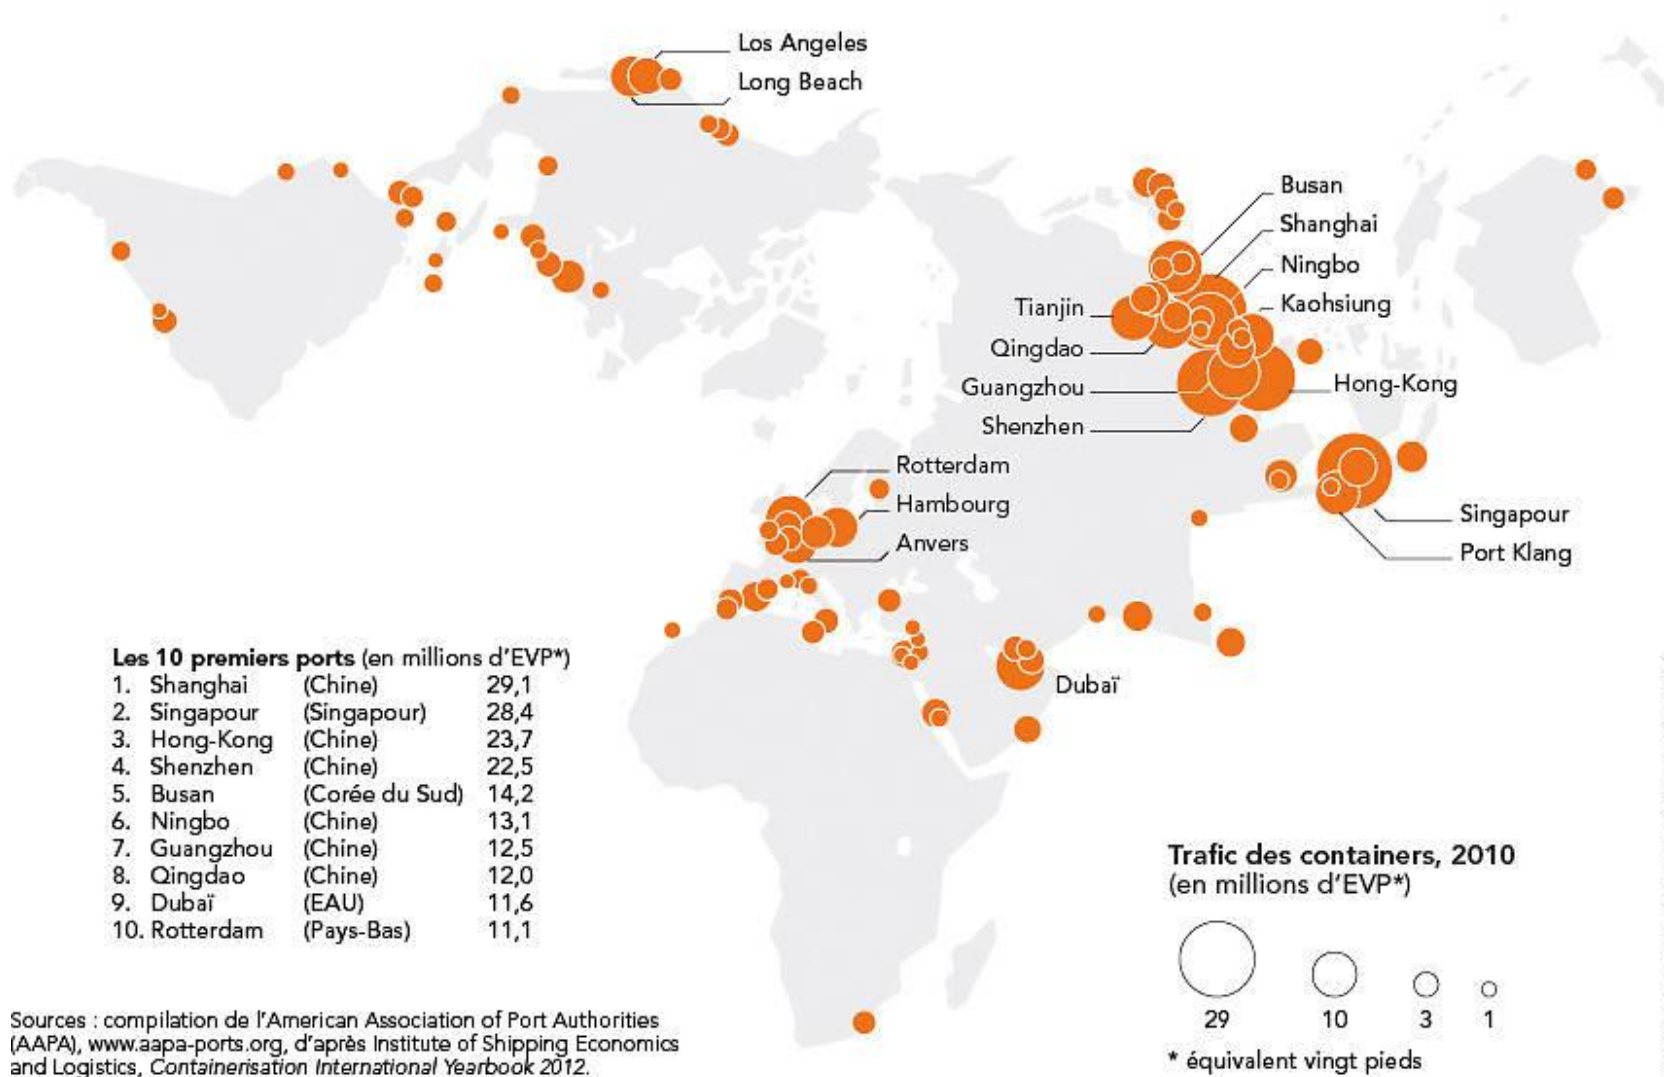 Los Angeles
Long Beach
Busan
Shanghai
Ningbo
Kaohsiung
Tianjin
Qingdao
Guangzhou
Hong-Kong
Shenzhen
Rotterdam
Hambourg
Anvers
Singapour
Port Klang
Dubaï
Les 10 premiers ports (en millions d'EVP*)
1. Shanghai (Chine) 29,1
2. Singapour (Singapour) 28,4
3. Hong-Kong (Chine) 23,7
4. Shenzhen (Chine) 22,5
5. Busan (Corée du Sud) 14,2
6. Ningbo (Chine) 13,1
7. Guangzhou (Chine) 12,5
8. Qingdao (Chine) 12,0
9. Dubaï (EAU) 11,6
10. Rotterdam (Pays-Bas) 11,1
Trafic des containers, 2010
(en millions d'EVP*)
29 10 3 1
* équivalent vingt pieds
Sources : compilation de l'American Association of Port Authorities
(AAPA), www.aapa-ports.org, d'après Institute of Shipping Economics
and Logistics, Containerisation International Yearbook 2012.